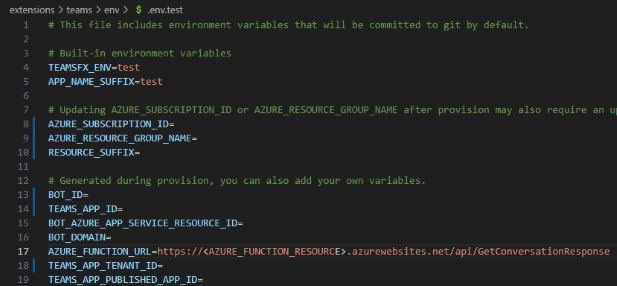 extensions > teams > env > $ .env.test
1 # This file includes environment variables that will be committed to git by default.
2
3 # Built-in environment variables
4 TEAMSFX_ENV=test
5 APP_NAME_SUFFIX=test
6
7 # Updating AZURE_SUBSCRIPTION_ID or AZURE_RESOURCE_GROUP_NAME after provision may also require an
8 AZURE_SUBSCRIPTION_ID=
9 AZURE_RESOURCE_GROUP_NAME=
10 RESOURCE_SUFFIX=
11
12 # Generated during provision, you can also add your own variables.
13 BOT_ID=
14 TEAMS_APP_ID=
15 BOT_AZURE_APP_SERVICE_RESOURCE_ID=
16 BOT_DOMAIN=
17 AZURE_FUNCTION_URL=https://<AZURE_FUNCTION_RESOURCE>.azurewebsites.net/api/GetConversationResponse
18 TEAMS_APP_TENANT_ID=
19 TEAMS_APP_PUBLISHED_APP_ID=